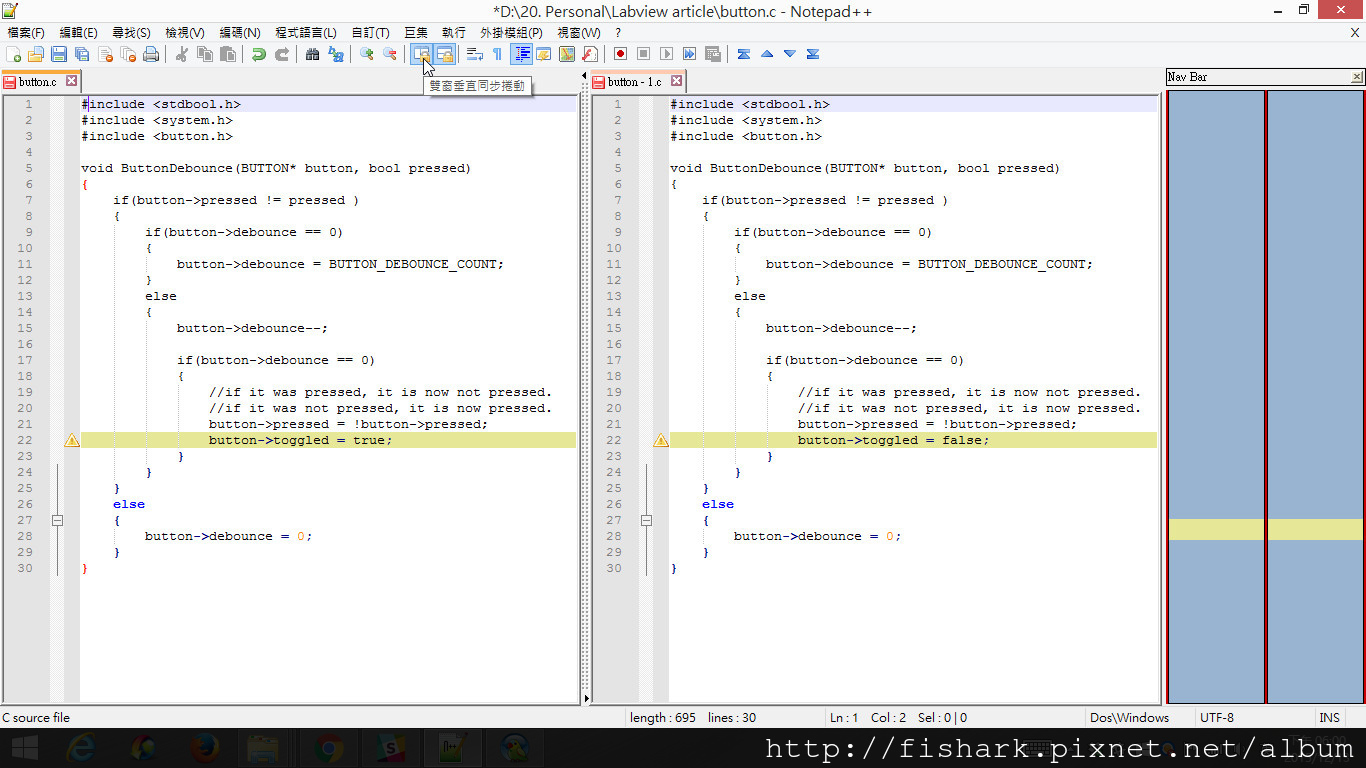 *D:\20. Personal\Labview article\button.c - Notepad++
檔案(F) 編輯(E) 尋找(S) 檢視(V) 編碼(N) 程式語言(L) 自訂(T) 巨集 執行 外掛模組(P) 視窗(W) ? X
button.c
雙窗垂直同步捲動
button - 1.c
Nav Bar
1 #include <stdbool.h>
2 #include <system.h>
3 #include <button.h>
4
5 void ButtonDebounce(BUTTON* button, bool pressed)
6 {
7 if(button->pressed != pressed )
8 {
9 if(button->debounce == 0)
10 {
11 button->debounce = BUTTON_DEBOUNCE_COUNT;
12 }
13 else
14 {
15 button->debounce--;
16
17 if(button->debounce == 0)
18 {
19 //if it was pressed, it is now not pressed.
20 //if it was not pressed, it is now pressed.
21 button->pressed = !button->pressed;
22 button->toggled = true;
23 }
24 }
25 }
26 else
27 {
28 button->debounce = 0;
29 }
30 }
1 #include <stdbool.h>
2 #include <system.h>
3 #include <button.h>
4
5 void ButtonDebounce(BUTTON* button, bool pressed)
6 {
7 if(button->pressed != pressed )
8 {
9 if(button->debounce == 0)
10 {
11 button->debounce = BUTTON_DEBOUNCE_COUNT;
12 }
13 else
14 {
15 button->debounce--;
16
17 if(button->debounce == 0)
18 {
19 //if it was pressed, it is now not pressed.
20 //if it was not pressed, it is now pressed.
21 button->pressed = !button->pressed;
22 button->toggled = false;
23 }
24 }
25 }
26 else
27 {
28 button->debounce = 0;
29 }
30 }
C source file length : 695 lines : 30 Ln : 1 Col : 2 Sel : 0 | 0 Dos\Windows UTF-8 INS
http://fishark.pixnet.net/album